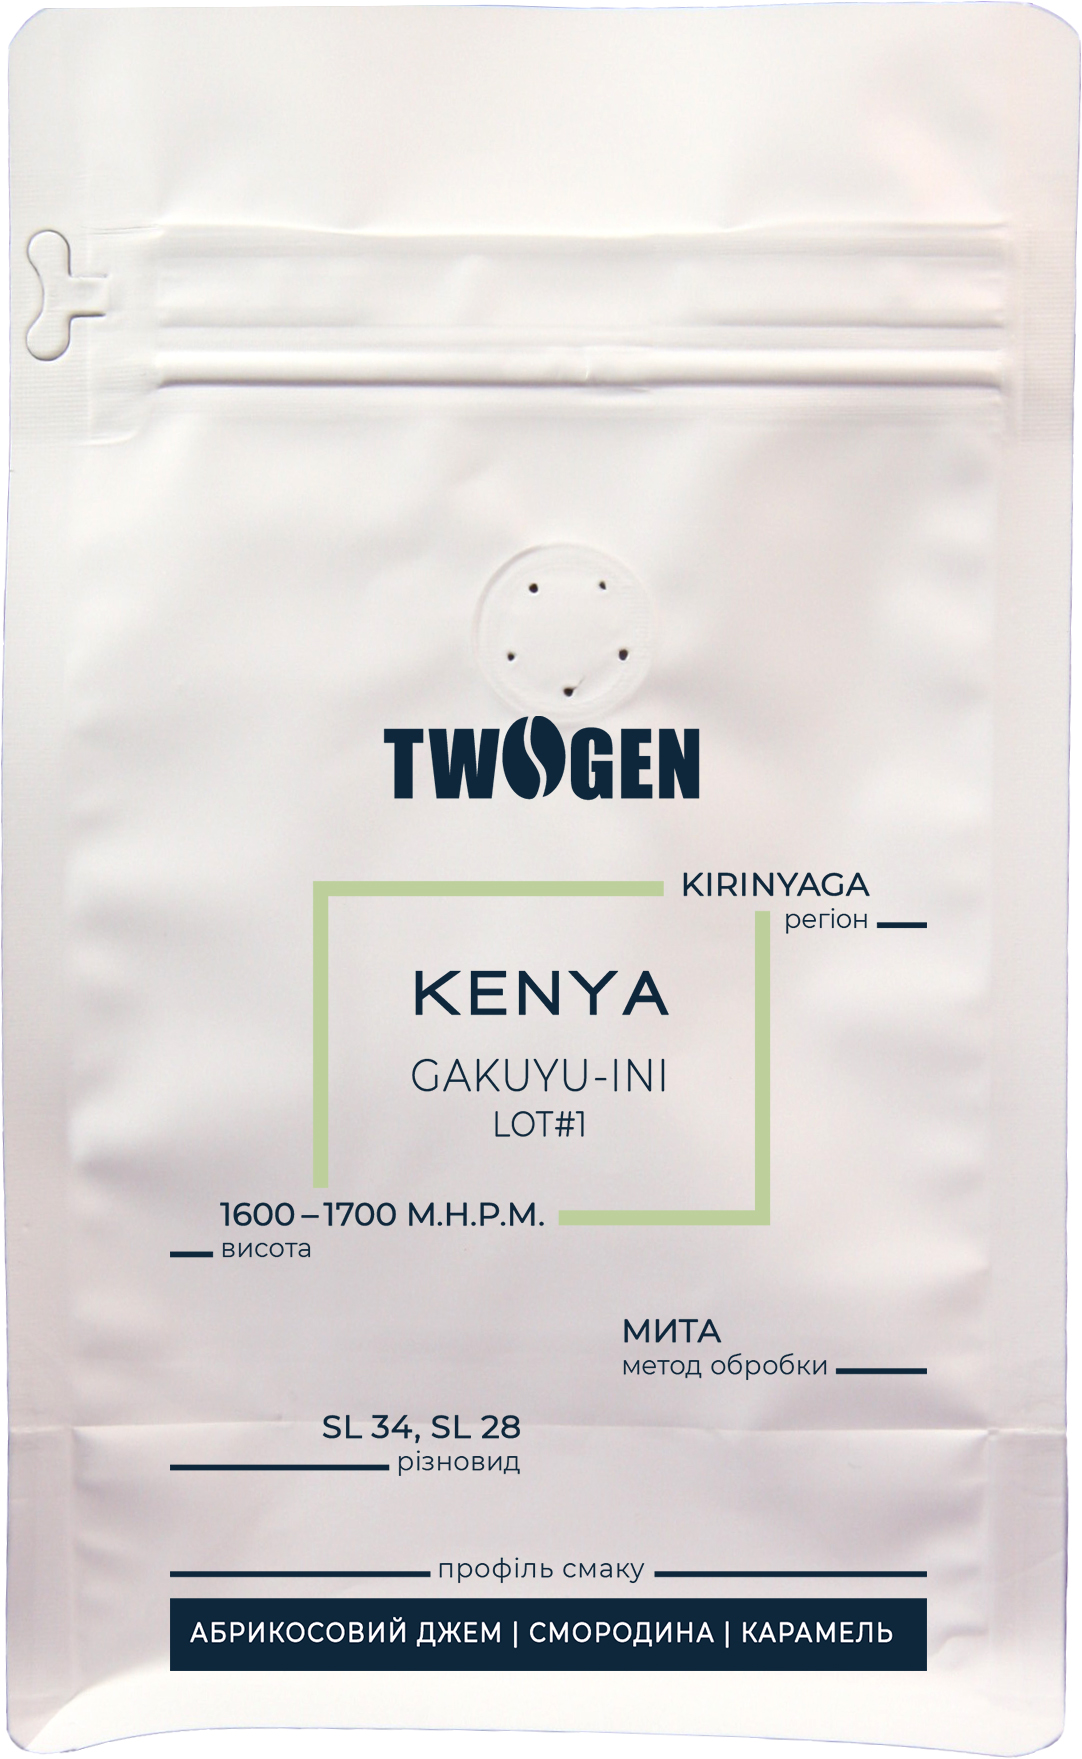 TWOGEN
KIRINYAGA
регіон
KENYA
GAKUYU-INI
LOT#1
1600–1700 М.Н.Р.М.
висота
МИТА
метод обробки
SL 34, SL 28
різновид
профіль смаку
АБРИКОСОВИЙ ДЖЕМ | СМОРОДИНА | КАРАМЕЛЬ